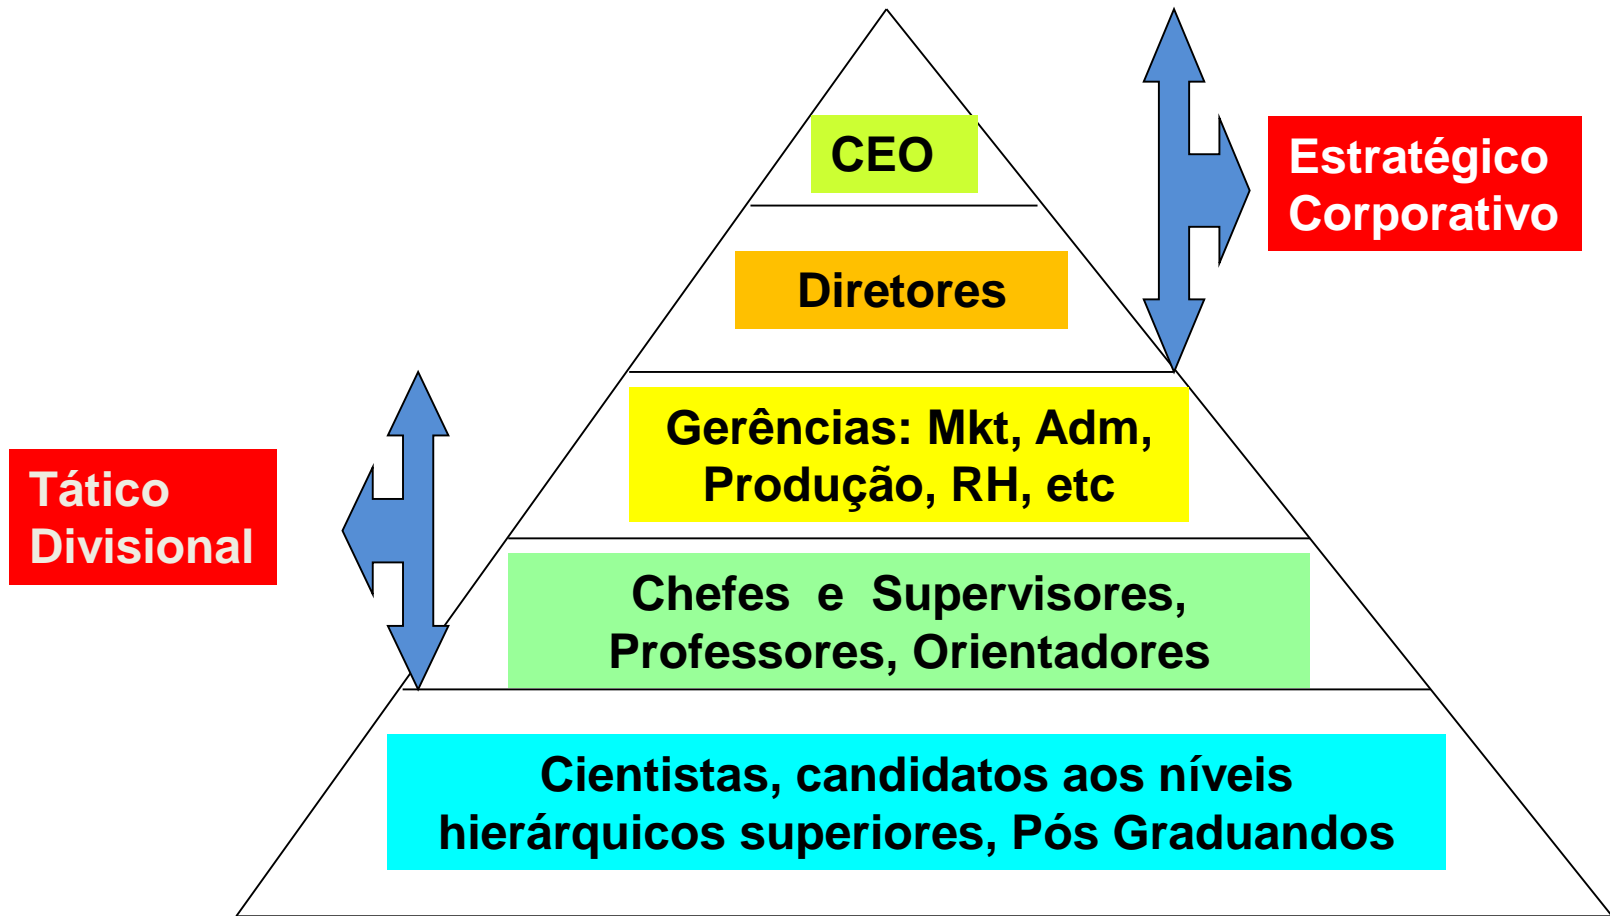 CEO
Estratégico
Corporativo
Diretores
Gerências: Mkt, Adm,
Produção, RH, etc
Tático
Divisional
Chefes e Supervisores,
Professores, Orientadores
Cientistas, candidatos aos níveis
hierárquicos superiores, Pós Graduandos